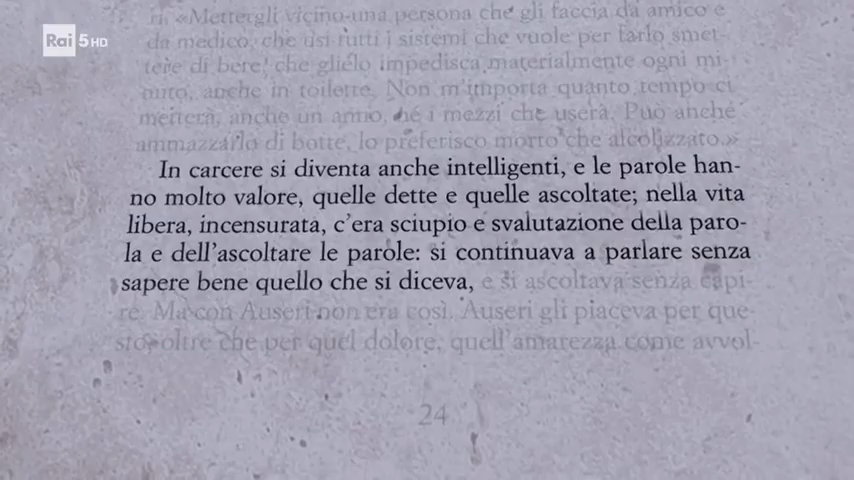 Rai 5 HD
ri. «Mettergli vicino una persona che gli faccia da amico e
da medico, che usi tutti i sistemi che vuole per farlo smet-
tere di bere, che glielo impedisca materialmente ogni mi-
nuto, anche in toilette. Non m'importa quanto tempo ci
metterà, anche un anno, né i mezzi che userà. Può anche
ammazzarlo di botte, lo preferisco morto che alcolizzato.»
In carcere si diventa anche intelligenti, e le parole han-
no molto valore, quelle dette e quelle ascoltate; nella vita
libera, incensurata, c'era sciupio e svalutazione della paro-
la e dell'ascoltare le parole: si continuava a parlare senza
sapere bene quello che si diceva, e si ascoltava senza capi-
re. Ma con Auseri non era così. Auseri gli piaceva per que-
sto, oltre che per quel dolore, quell'amarezza come avvol-
24